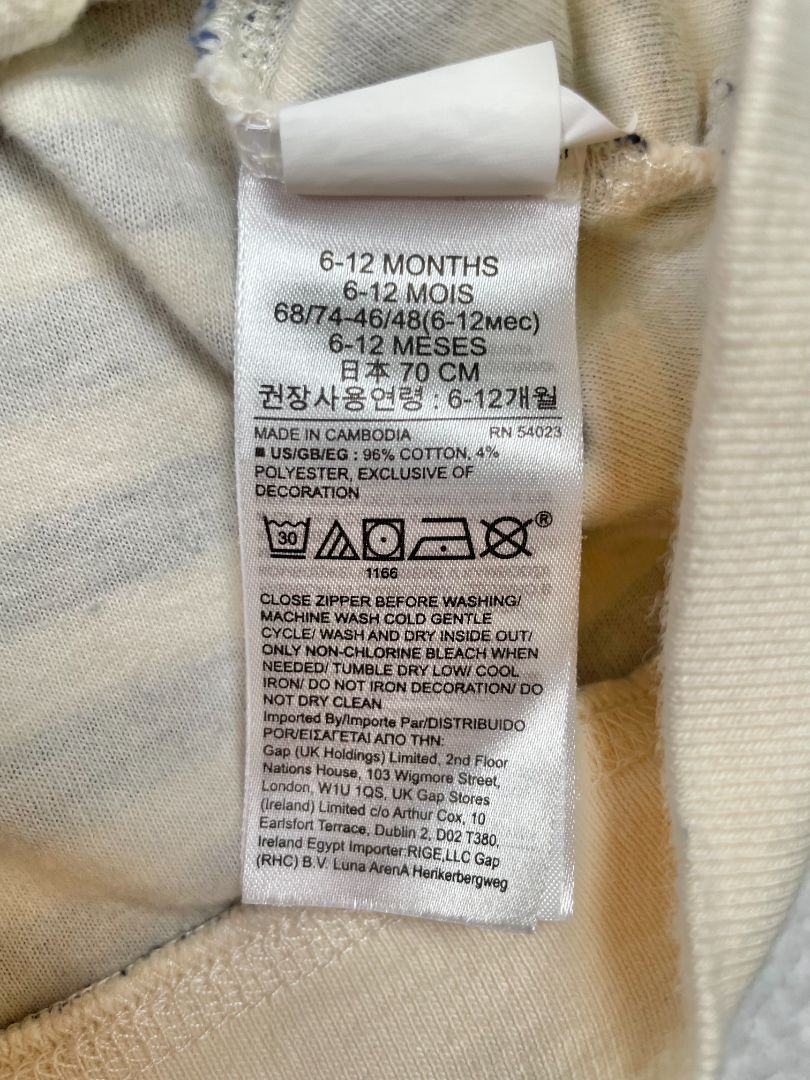 6-12 MONTHS
6-12 MOIS
68/74-46/48(6-12мес)
6-12 MESES
日本 70 CM
권장사용연령 : 6-12개월
MADE IN CAMBODIA RN 54023
■ US/GB/EG : 96% COTTON, 4%
POLYESTER, EXCLUSIVE OF
DECORATION
30 ®
1166
CLOSE ZIPPER BEFORE WASHING/
MACHINE WASH COLD GENTLE
CYCLE/ WASH AND DRY INSIDE OUT/
ONLY NON-CHLORINE BLEACH WHEN
NEEDED/ TUMBLE DRY LOW/ COOL
IRON/ DO NOT IRON DECORATION/ DO
NOT DRY CLEAN
Imported By/Importe Par/DISTRIBUIDO
POR/ΕΙΣΑΓΕΤΑΙ ΑΠΟ ΤΗΝ:
Gap (UK Holdings) Limited, 2nd Floor
Nations House, 103 Wigmore Street,
London, W1U 1QS, UK Gap Stores
(Ireland) Limited c/o Arthur Cox, 10
Earlsfort Terrace, Dublin 2, D02 T380,
Ireland Egypt Importer:RIGE,LLC Gap
(RHC) B.V. Luna ArenA Herikerbergweg